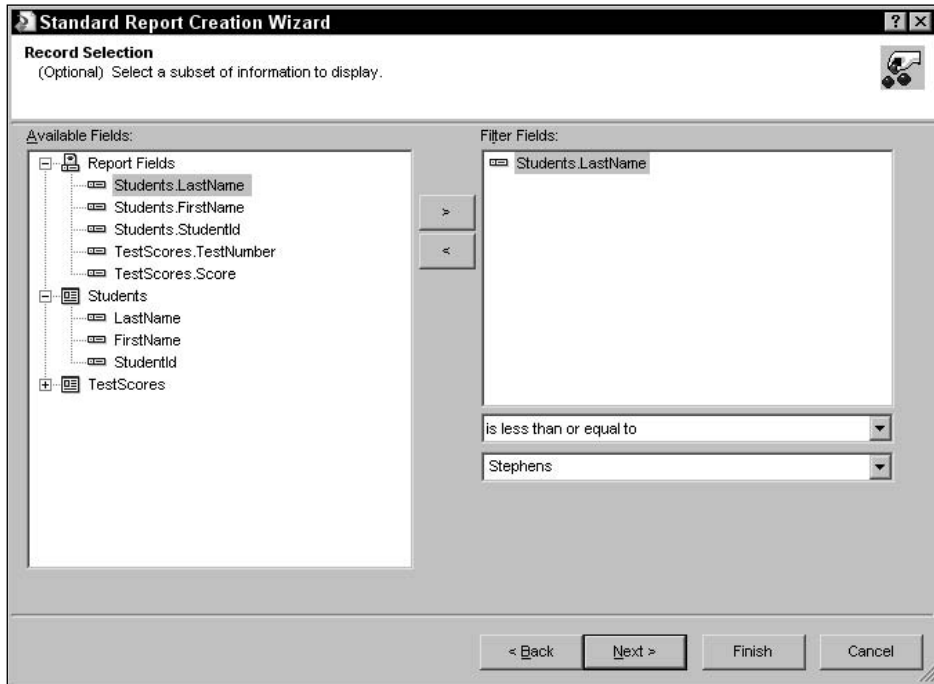 Standard Report Creation Wizard
Record Selection
(Optional) Select a subset of information to display.
Available Fields:
Report Fields
Students.LastName
Students.FirstName
Students.StudentId
TestScores.TestNumber
TestScores.Score
Students
LastName
FirstName
StudentId
TestScores
>
<
Filter Fields:
Students.LastName
is less than or equal to
Stephens
< Back
Next >
Finish
Cancel